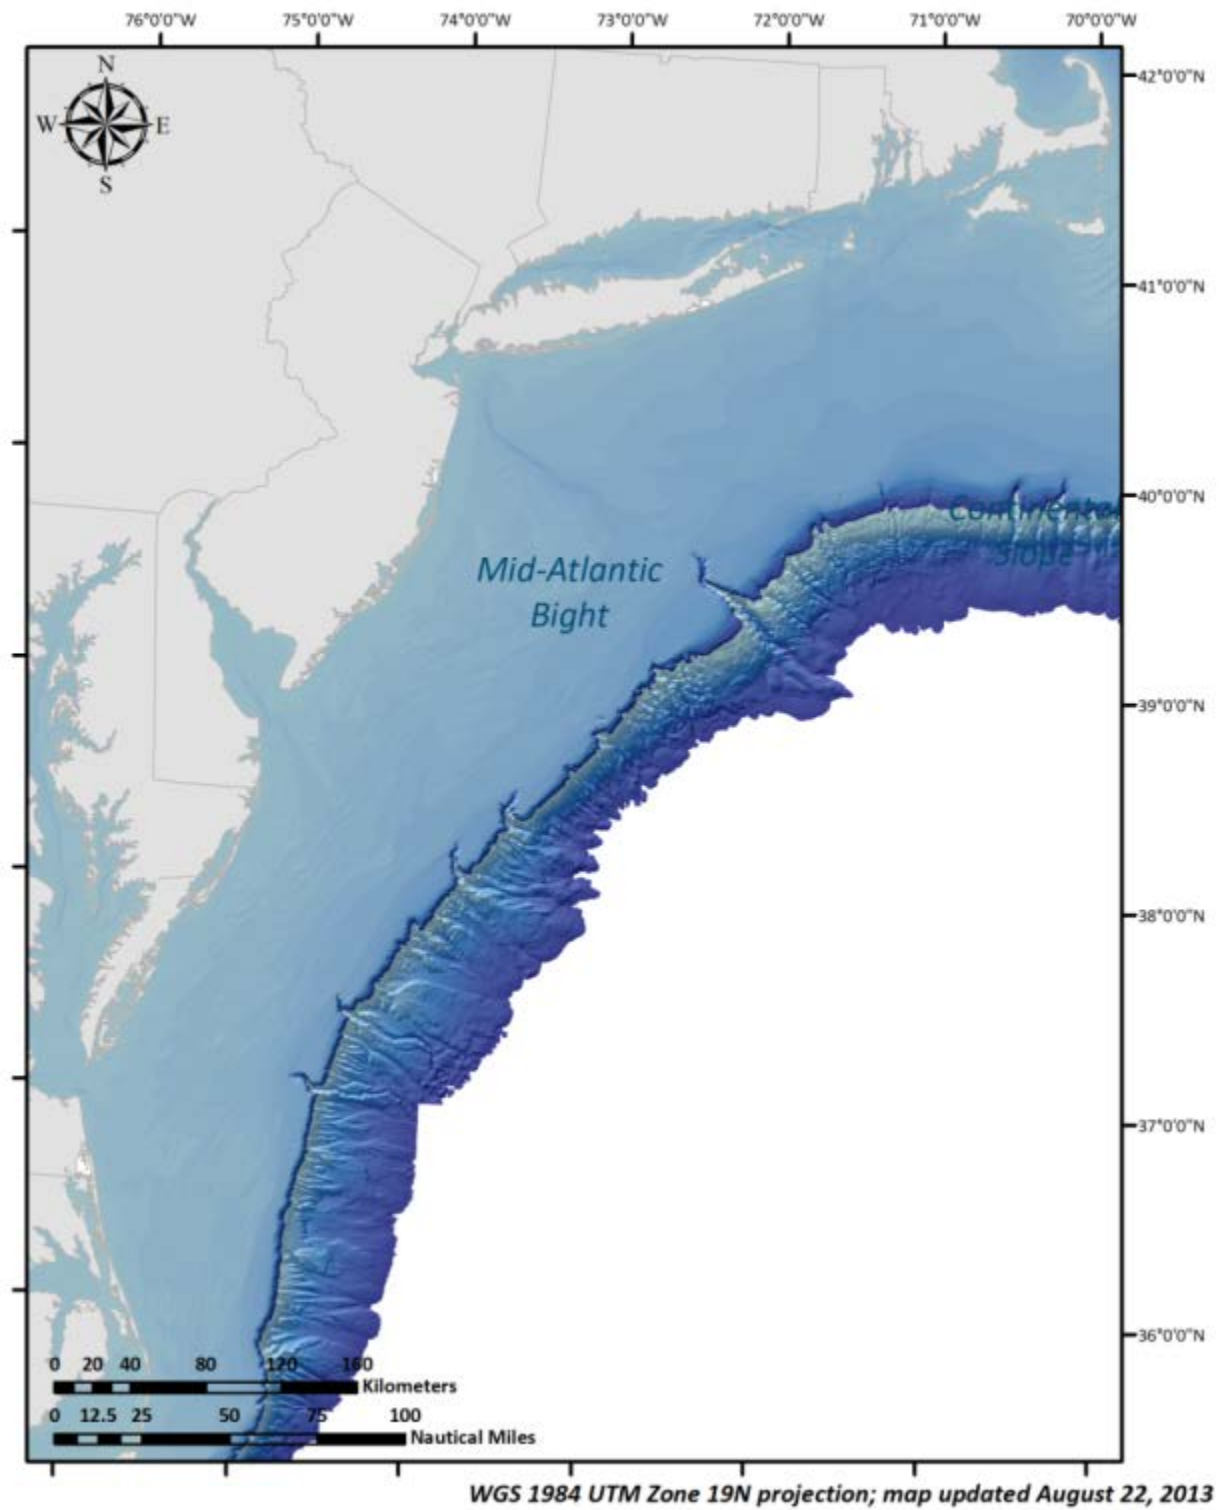 76°0'0"W 75°0'0"W 74°0'0"W 73°0'0"W 72°0'0"W 71°0'0"W 70°0'0"W
N
W E
S
42°0'0"N
41°0'0"N
40°0'0"N
Continental
Slope
Mid-Atlantic
Bight
39°0'0"N
38°0'0"N
37°0'0"N
36°0'0"N
0 20 40 80 120 160
Kilometers
0 12.5 25 50 75 100
Nautical Miles
WGS 1984 UTM Zone 19N projection; map updated August 22, 2013